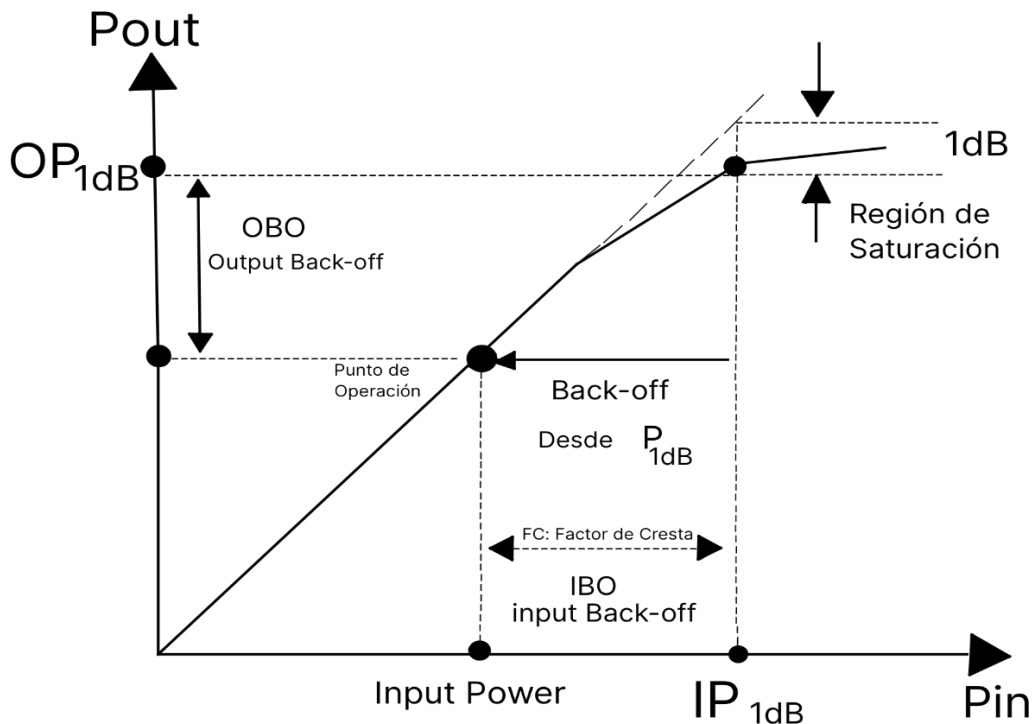 Pout
OP1dB
1dB
OBO
Output Back-off
Región de
Saturación
Punto de
Operación
Back-off
Desde P1dB
FC: Factor de Cresta
IBO
input Back-off
Input Power
IP 1dB
Pin